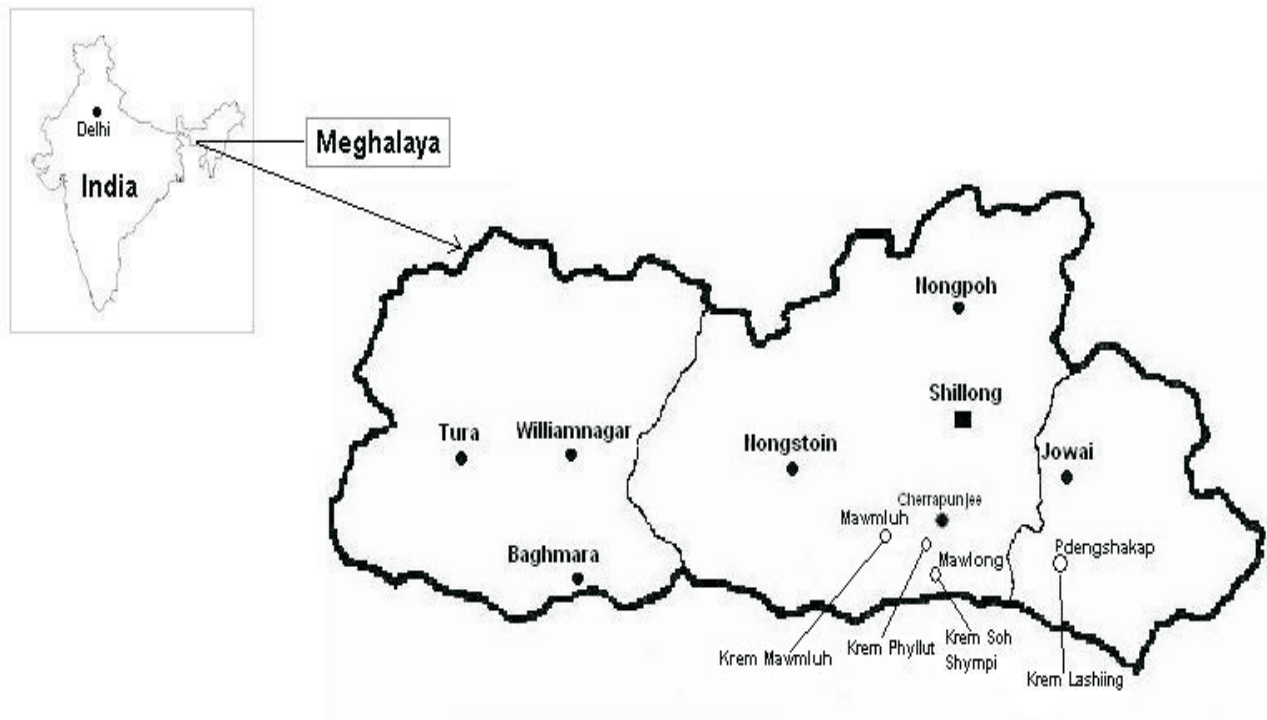 Delhi
India
Meghalaya
Nongpoh
Shillong
Tura
Williamnagar
Nongstoin
Jowai
Cherrapunjee
Mawmluh
Baghmara
Mawlong
Pdengshakap
Krem Mawmluh
Krem Phyllut
Krem Soh
Shympi
Krem Lashiing